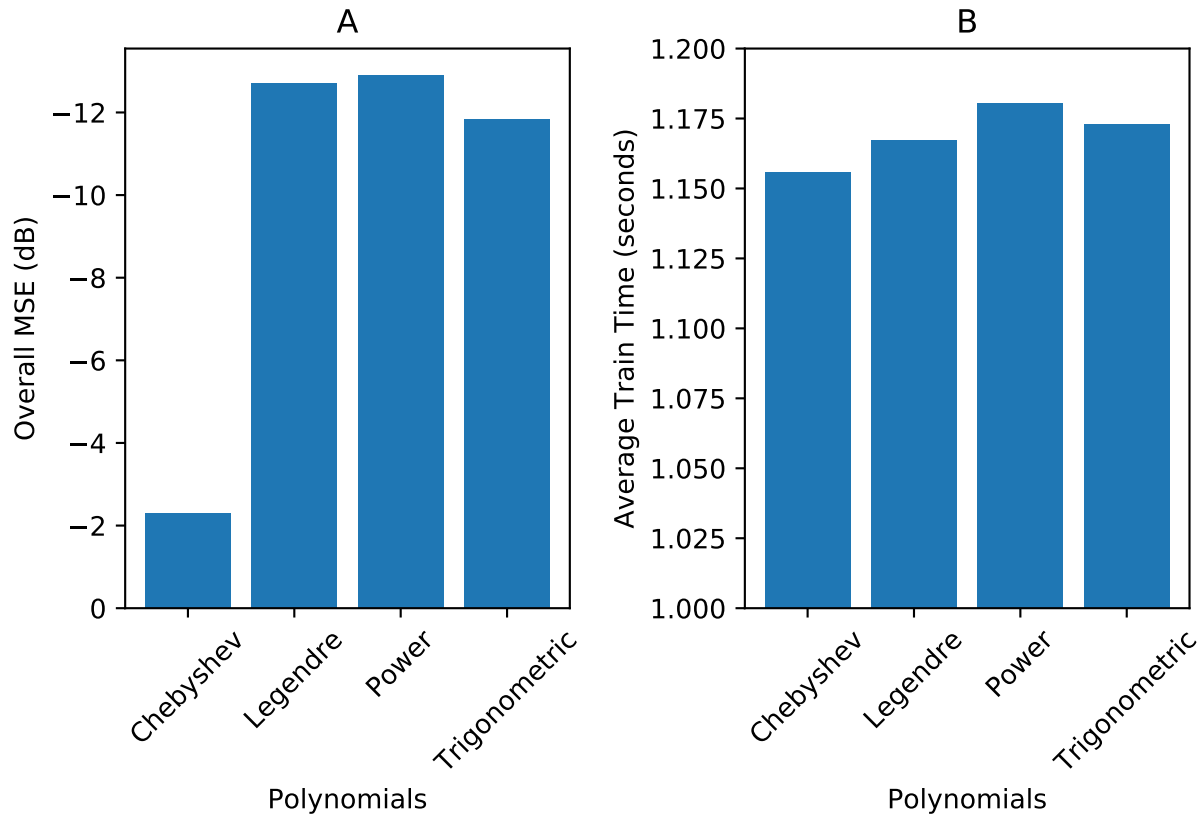 A
Overall MSE (dB)
−12
−10
−8
−6
−4
−2
0
Chebyshev
Legendre
Power
Trigonometric
Polynomials
B
Average Train Time (seconds)
1.200
1.175
1.150
1.125
1.100
1.075
1.050
1.025
1.000
Chebyshev
Legendre
Power
Trigonometric
Polynomials